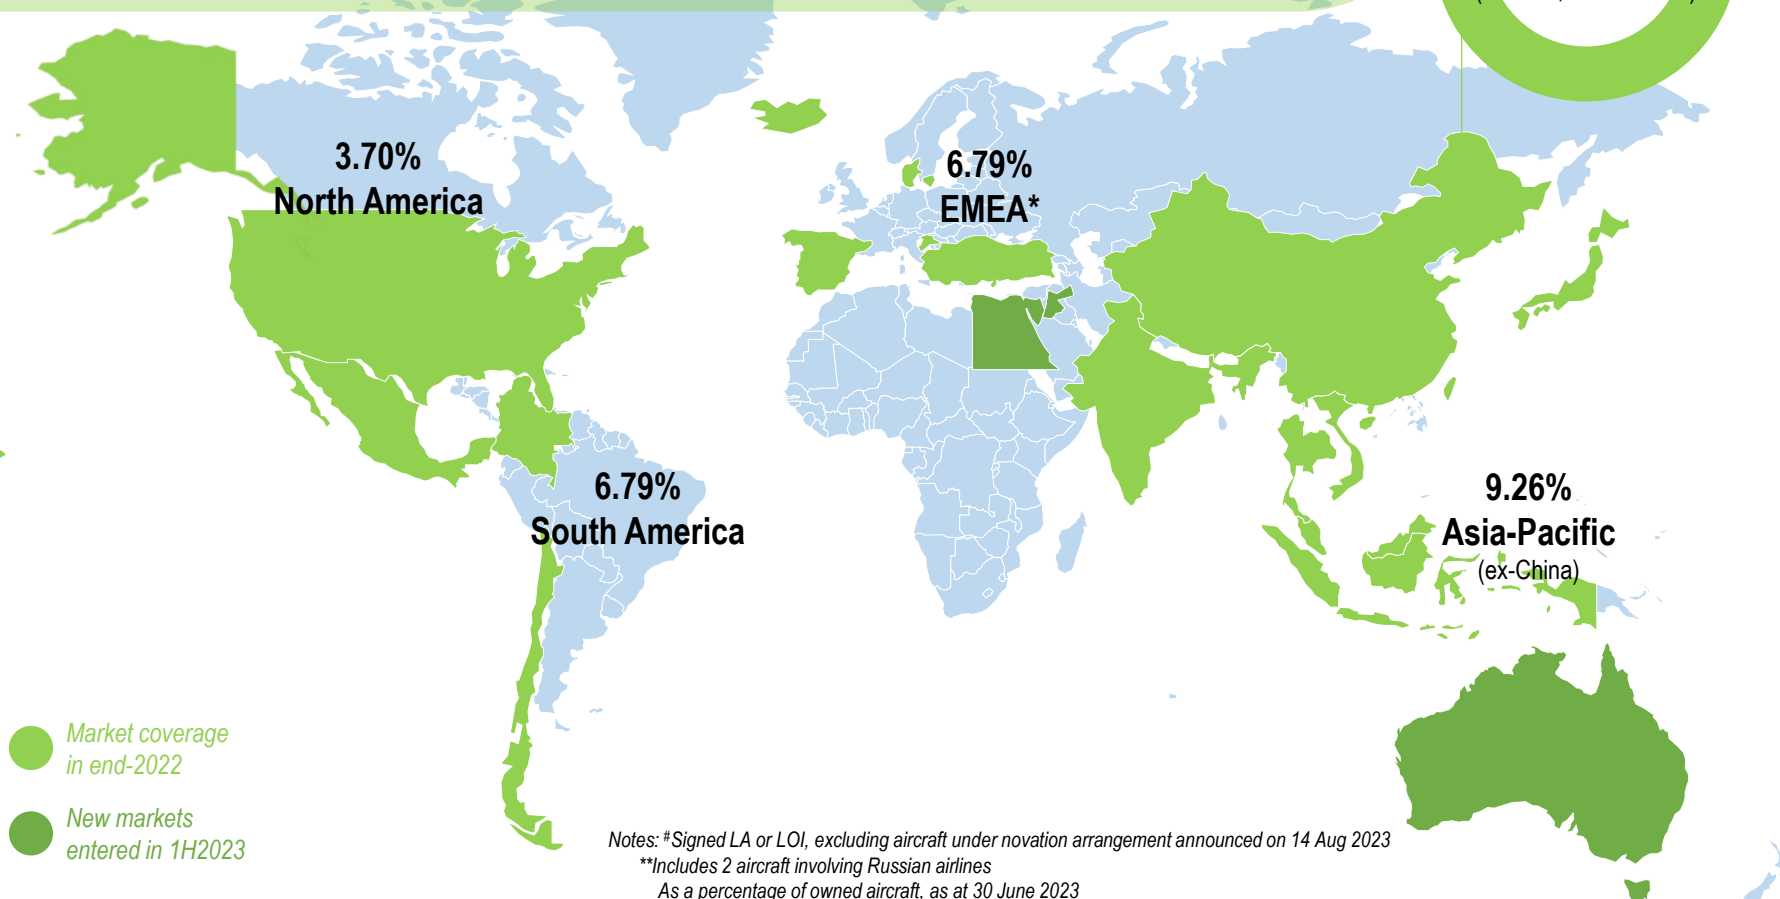 3.70%
North America
6.79%
EMEA*
6.79%
South America
9.26%
Asia-Pacific
(ex-China)
Market coverage
in end-2022
New markets
entered in 1H2023
Notes: #Signed LA or LOI, excluding aircraft under novation arrangement announced on 14 Aug 2023
**Includes 2 aircraft involving Russian airlines
As a percentage of owned aircraft, as at 30 June 2023